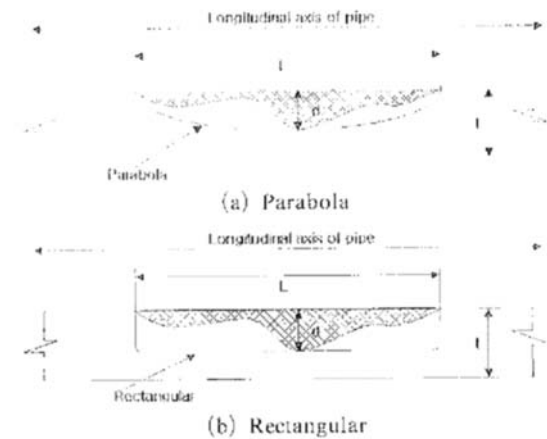 Longitudinal axis of pipe
L
d
t
Parabola
(a) Parabola
Longitudinal axis of pipe
L
d
t
Rectangular
(b) Rectangular